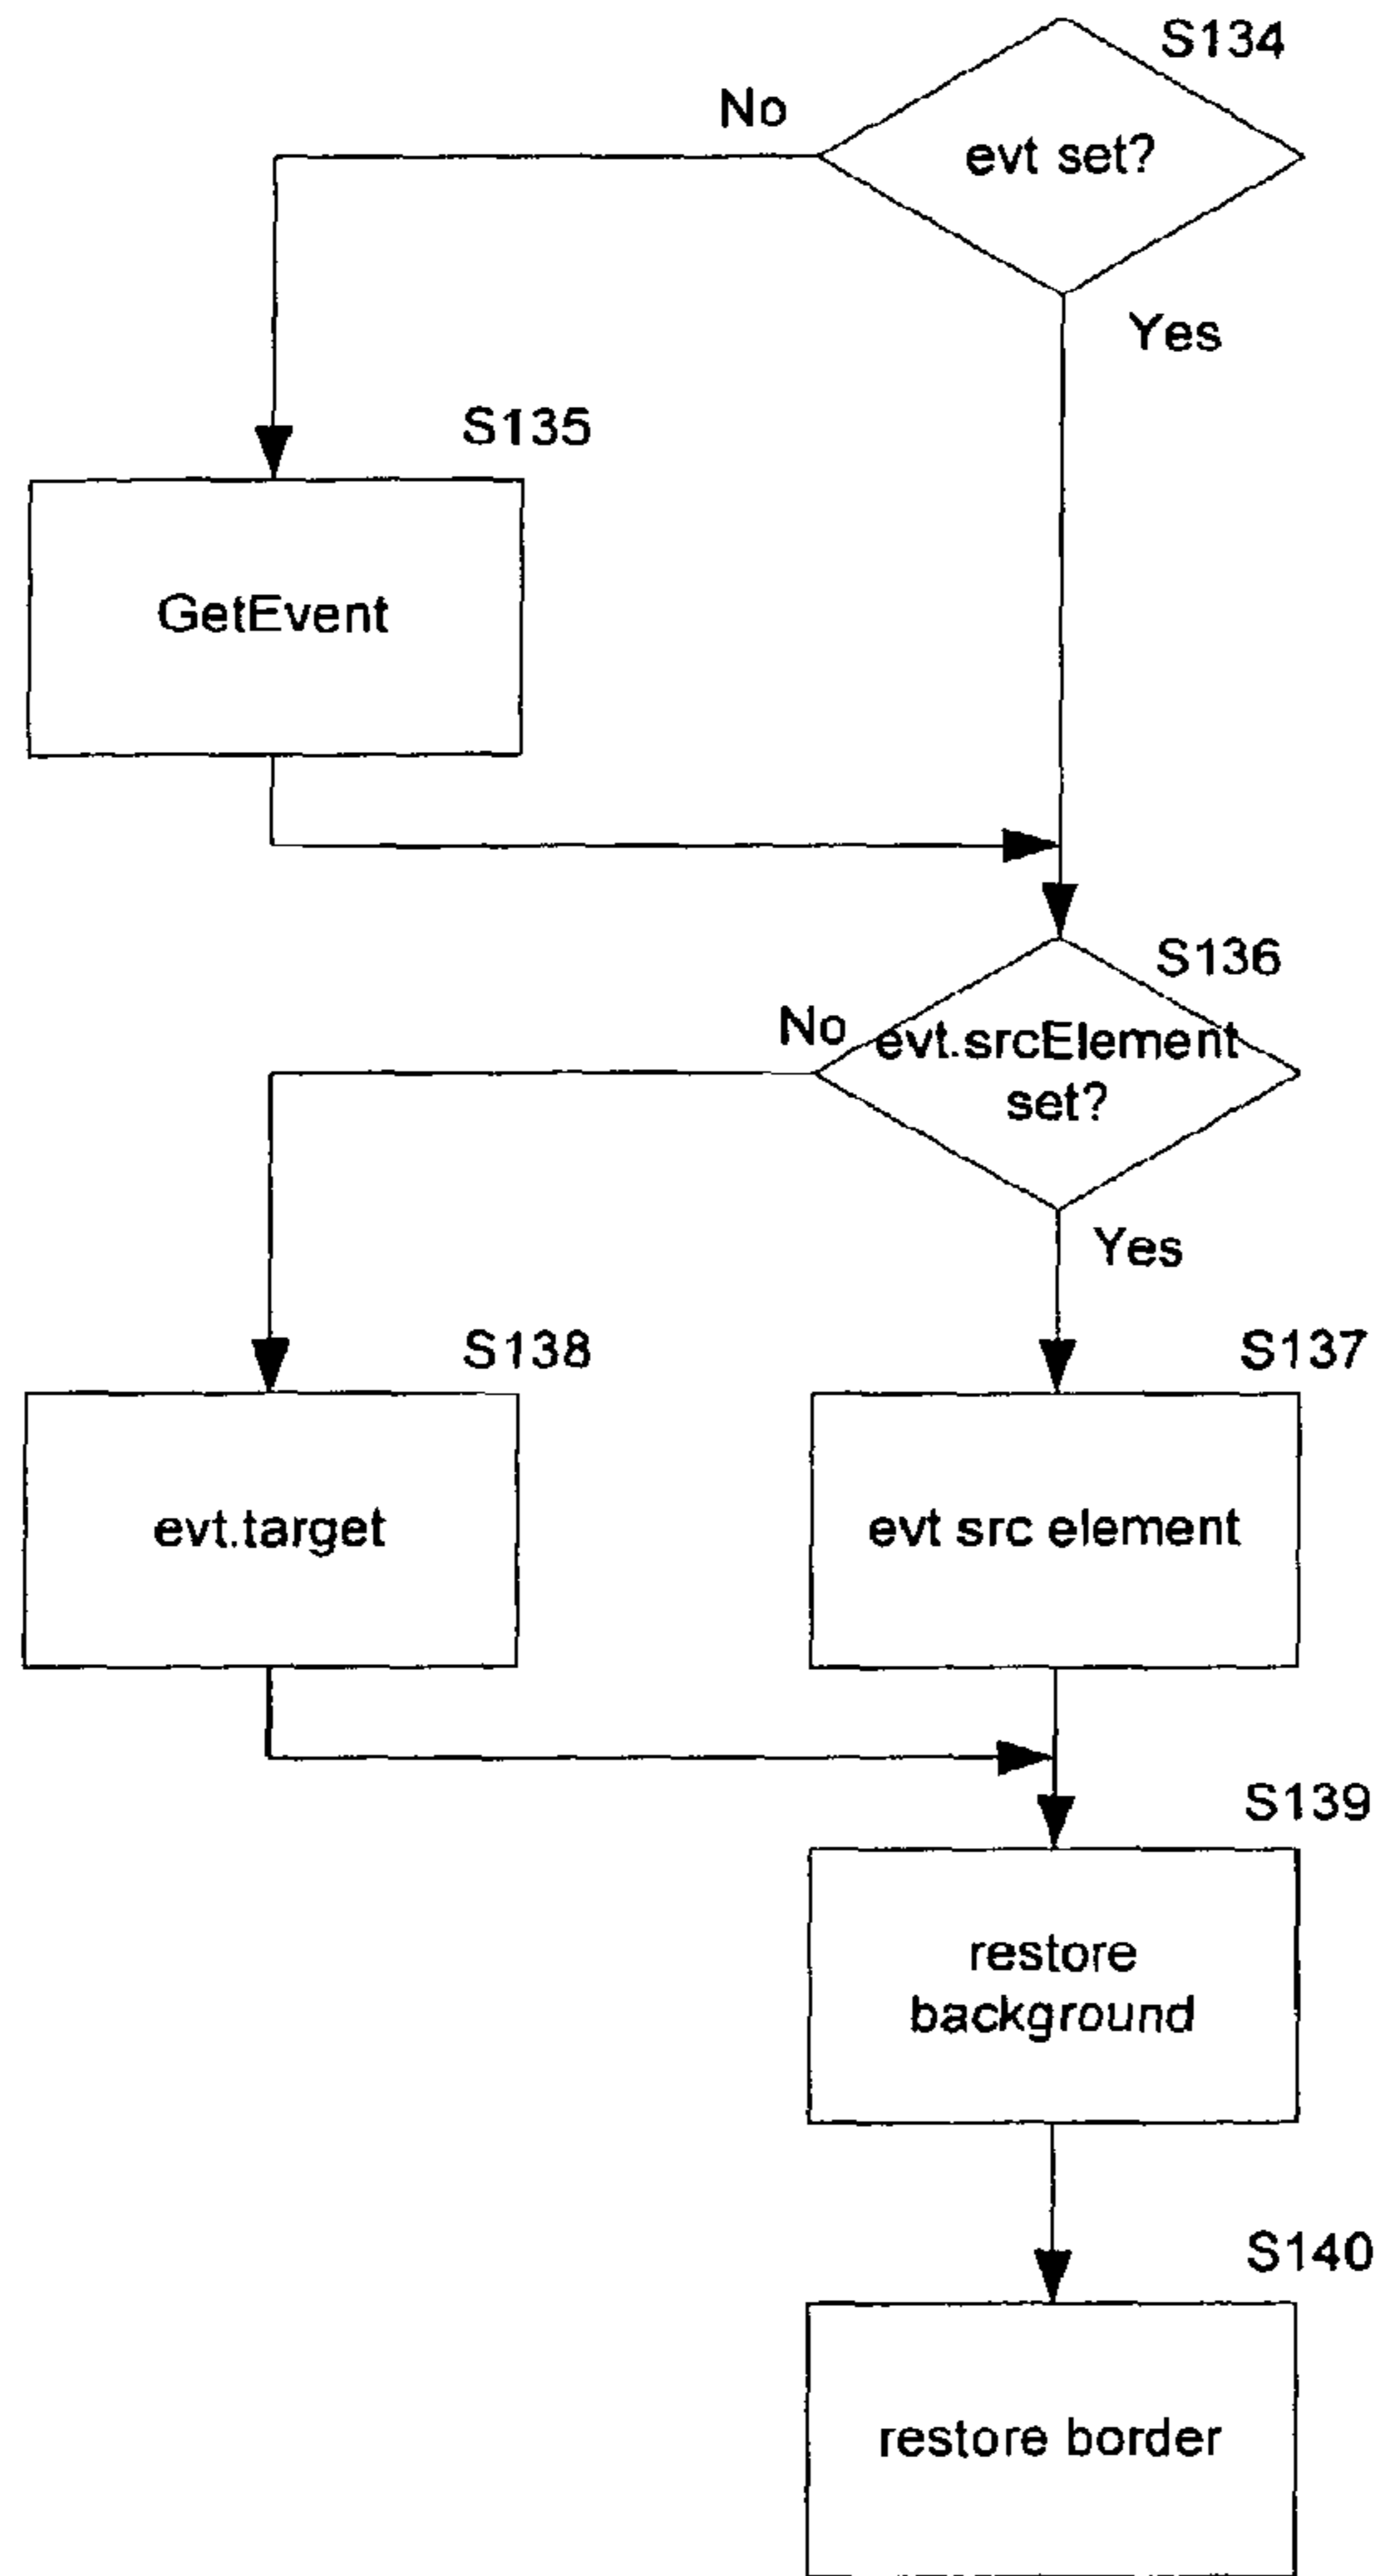 S134
No
evt set?
Yes
S135
GetEvent
S136
No
evt.srcElement
set?
Yes
S138
S137
evt.target
evt src element
S139
restore
background
S140
restore border